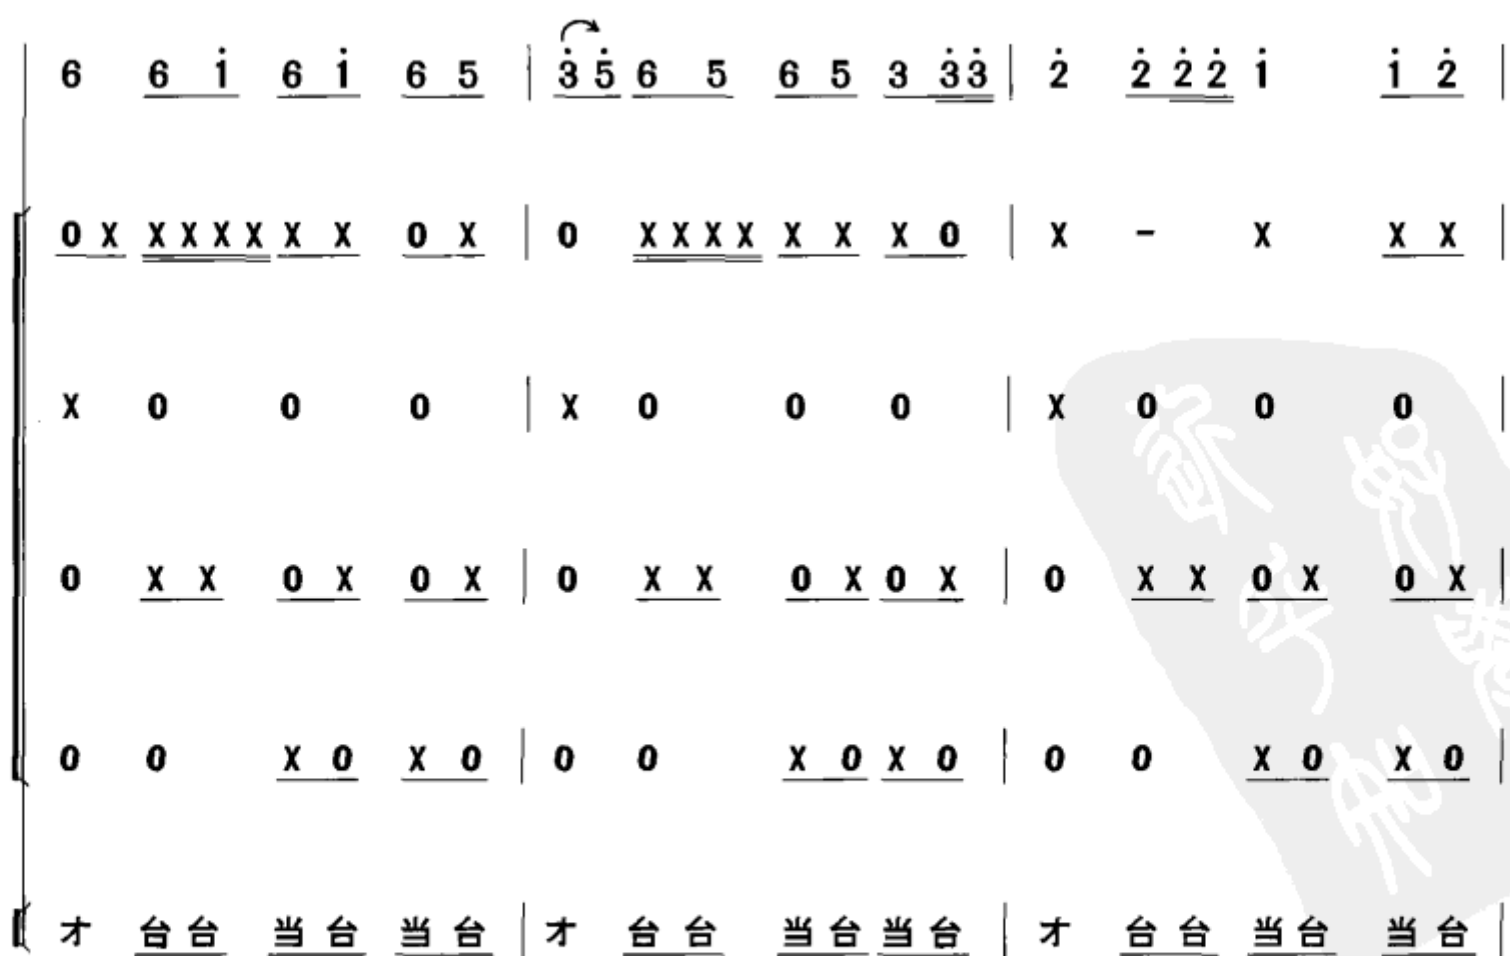 6 6 i̇ 6 i̇ 6 5 | 3̇ 5̇ 6 5 6 5 3 3̇ 3̇ | 2̇ 2̇ 2̇ 2̇ i̇ i̇ 2̇ |
0 X X X X X X X 0 X | 0 X X X X X X X 0 | X - X X X |
X 0 0 0 | X 0 0 0 | X 0 0 0 |
0 X X 0 X 0 X | 0 X X 0 X 0 X | 0 X X 0 X 0 X |
0 0 X 0 X 0 | 0 0 X 0 X 0 | 0 0 X 0 X 0 |
才 台台 当台 当台 | 才 台台 当台 当台 | 才 台台 当台 当台 |